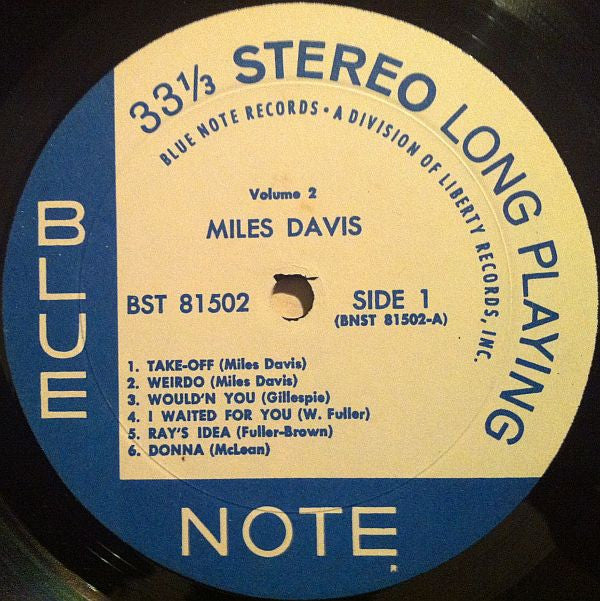 33⅓ STEREO LONG PLAYING
BLUE NOTE RECORDS • A DIVISION OF LIBERTY RECORDS, INC.
Volume 2
MILES DAVIS
BST 81502
SIDE 1
(BNST 81502-A)
1. TAKE-OFF (Miles Davis)
2. WEIRDO (Miles Davis)
3. WOULD'N YOU (Gillespie)
4. I WAITED FOR YOU (W. Fuller)
5. RAY'S IDEA (Fuller-Brown)
6. DONNA (McLean)
BLUE
NOTE